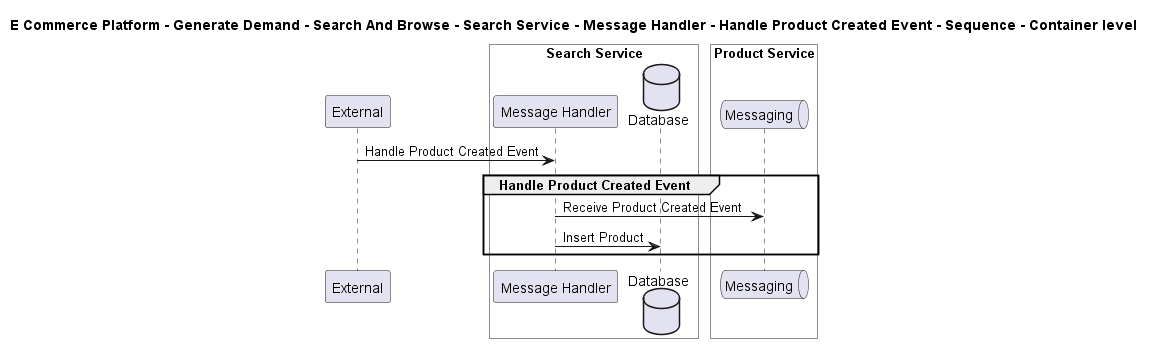 E Commerce Platform - Generate Demand - Search And Browse - Search Service - Message Handler - Handle Product Created Event - Sequence - Container level
Search Service
Product Service
External
Message Handler
Database
Messaging
Handle Product Created Event
Handle Product Created Event
Receive Product Created Event
Insert Product
External
Message Handler
Database
Messaging